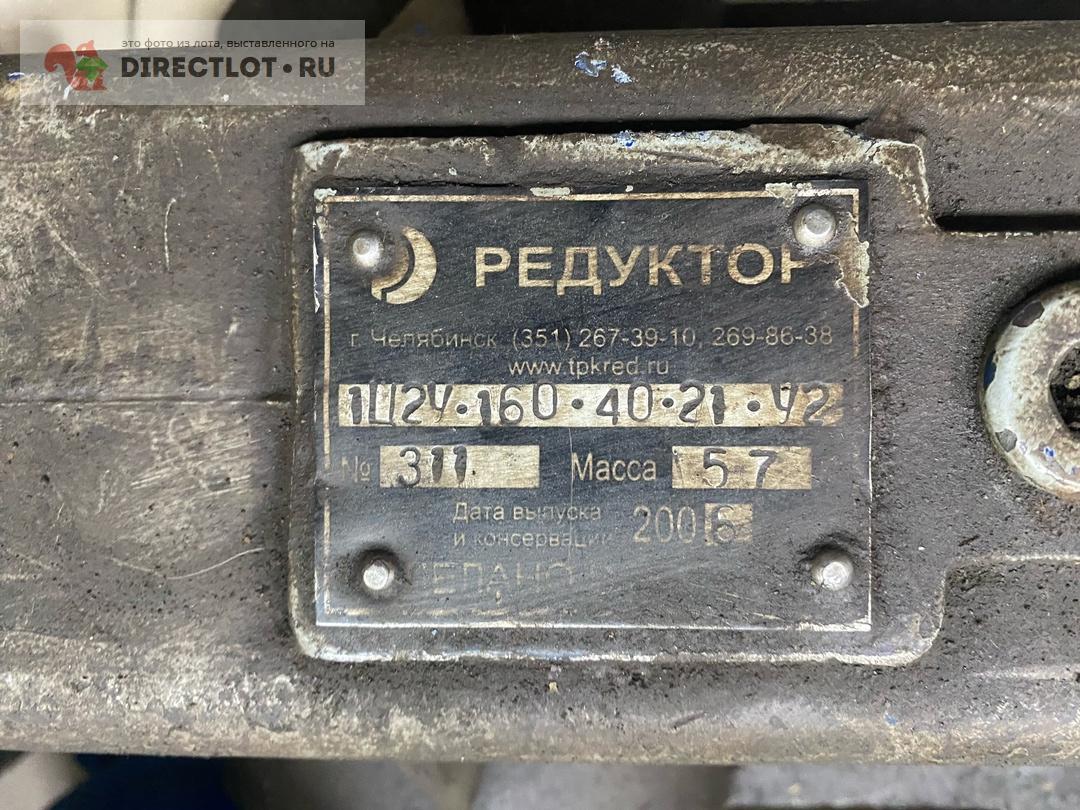 это фото из лота, выставленного на
DIRECTLOT.RU
РЕДУКТОР
г. Челябинск (351) 267-39-10, 269-86-38
www.tpkred.ru
1Ц2У·160·40·21·У2
№ 311 Масса 57
Дата выпуска
и консервации 2006